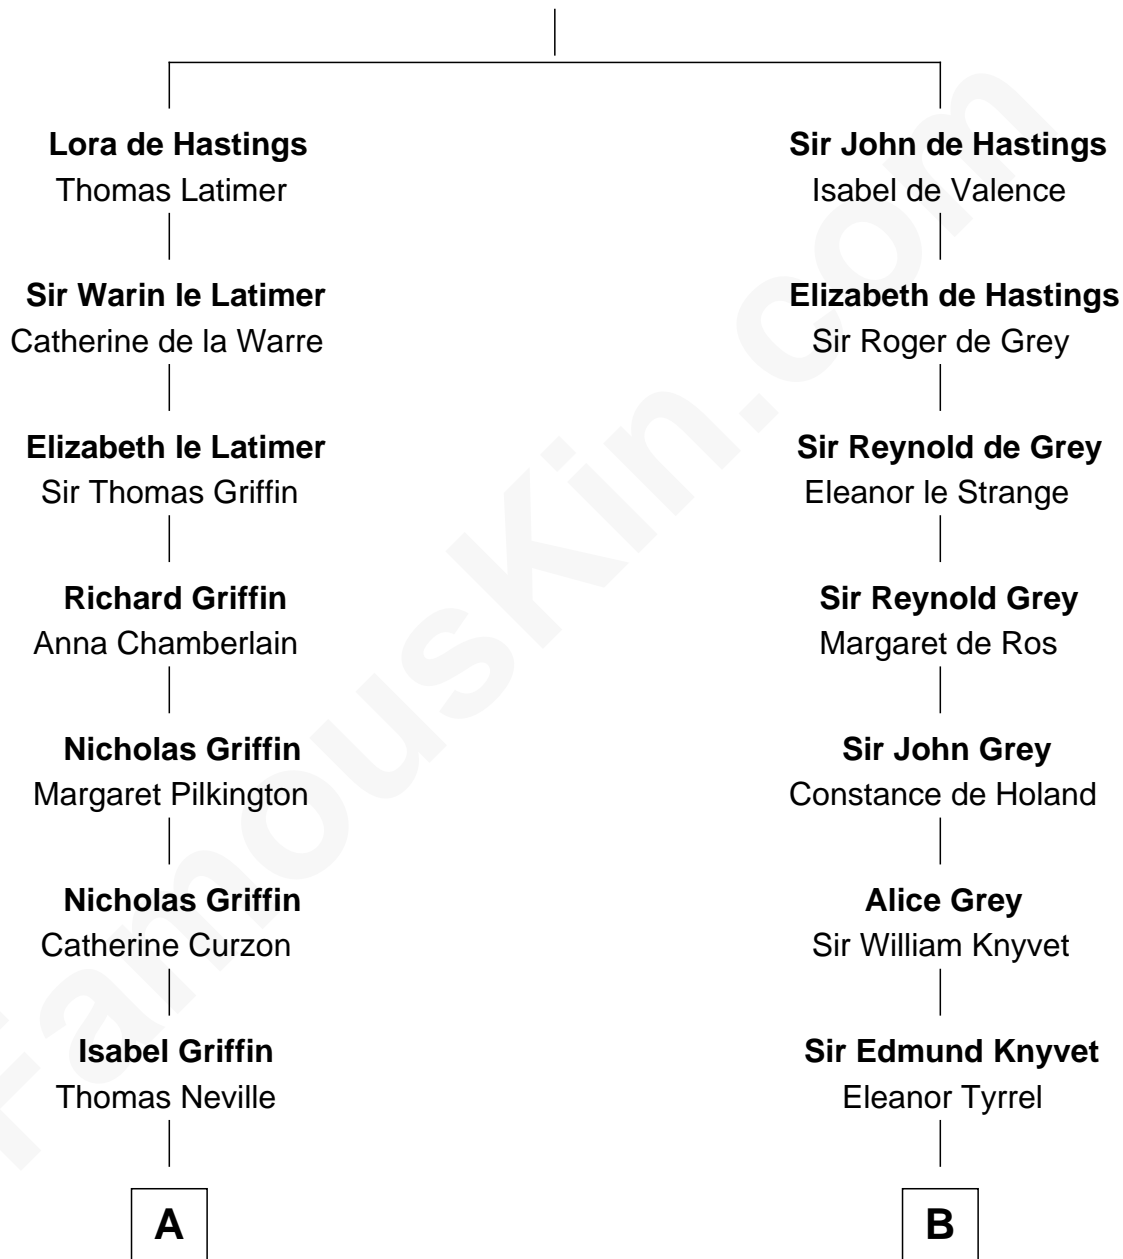 Lora de Hastings
Thomas Latimer
Sir Warin le Latimer
Catherine de la Warre
Elizabeth le Latimer
Sir Thomas Griffin
Richard Griffin
Anna Chamberlain
Nicholas Griffin
Margaret Pilkington
Nicholas Griffin
Catherine Curzon
Isabel Griffin
Thomas Neville
A
Sir John de Hastings
Isabel de Valence
Elizabeth de Hastings
Sir Roger de Grey
Sir Reynold de Grey
Eleanor le Strange
Sir Reynold Grey
Margaret de Ros
Sir John Grey
Constance de Holand
Alice Grey
Sir William Knyvet
Sir Edmund Knyvet
Eleanor Tyrrel
B
FamousKin.com